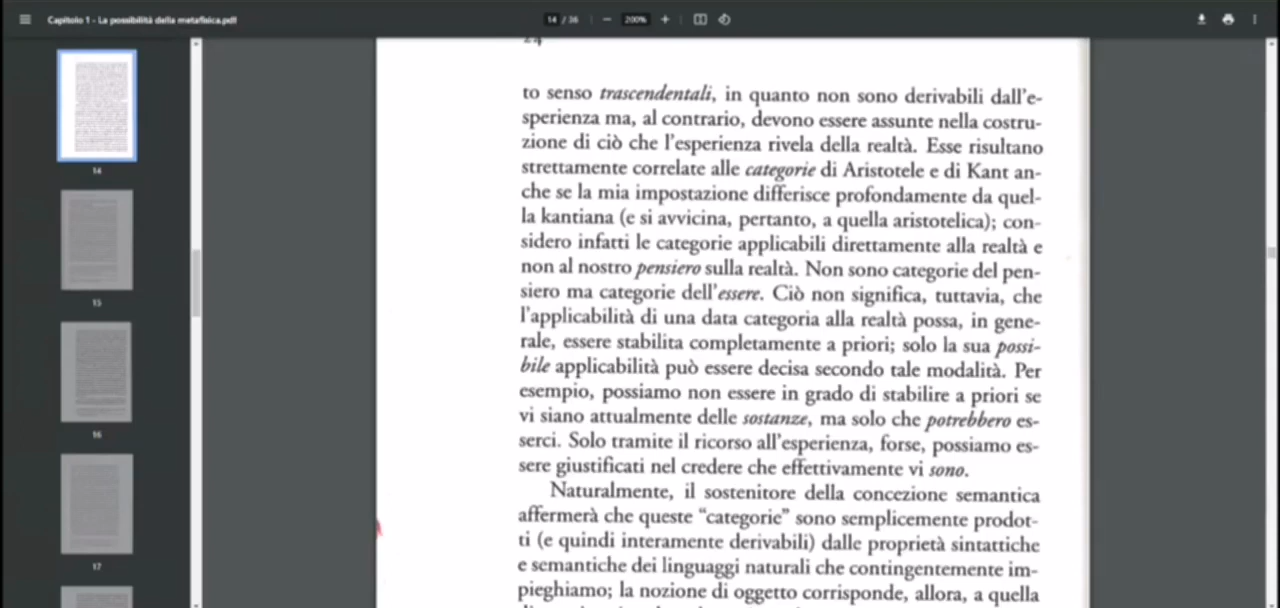 Capitolo 1 - La possibilità della metafisica.pdf
14 / 36
200%
14
15
16
17
to senso trascendentali, in quanto non sono derivabili dall'e-
sperienza ma, al contrario, devono essere assunte nella costru-
zione di ciò che l'esperienza rivela della realtà. Esse risultano
strettamente correlate alle categorie di Aristotele e di Kant an-
che se la mia impostazione differisce profondamente da quel-
la kantiana (e si avvicina, pertanto, a quella aristotelica); con-
sidero infatti le categorie applicabili direttamente alla realtà e
non al nostro pensiero sulla realtà. Non sono categorie del pen-
siero ma categorie dell'essere. Ciò non significa, tuttavia, che
l'applicabilità di una data categoria alla realtà possa, in gene-
rale, essere stabilita completamente a priori; solo la sua possi-
bile applicabilità può essere decisa secondo tale modalità. Per
esempio, possiamo non essere in grado di stabilire a priori se
vi siano attualmente delle sostanze, ma solo che potrebbero es-
serci. Solo tramite il ricorso all'esperienza, forse, possiamo es-
sere giustificati nel credere che effettivamente vi sono.
Naturalmente, il sostenitore della concezione semantica
affermerà che queste "categorie" sono semplicemente prodot-
ti (e quindi interamente derivabili) dalle proprietà sintattiche
e semantiche dei linguaggi naturali che contingentemente im-
pieghiamo; la nozione di oggetto corrisponde, allora, a quella